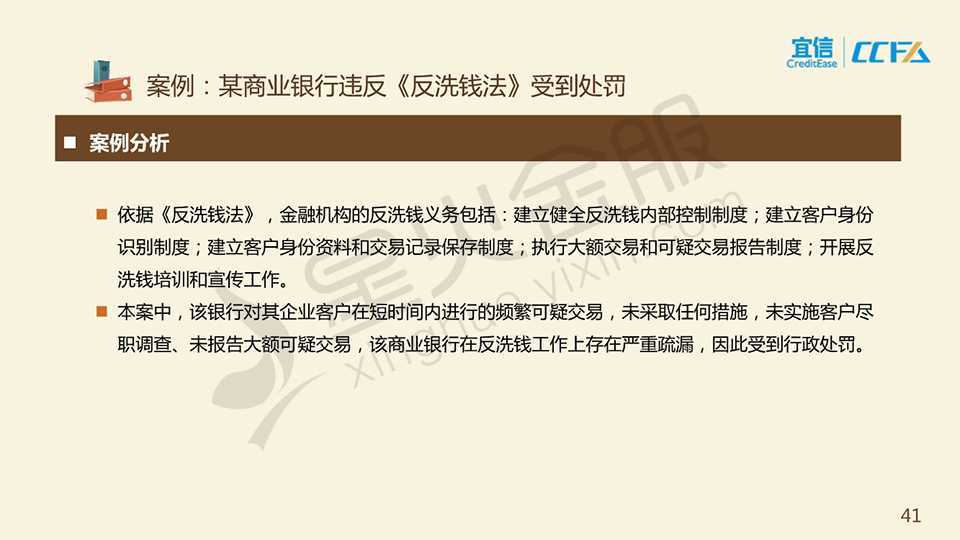 宜信
CreditEase
CCFA
案例：某商业银行违反《反洗钱法》受到处罚
案例分析
依据《反洗钱法》，金融机构的反洗钱义务包括：建立健全反洗钱内部控制制度；建立客户身份
识别制度；建立客户身份资料和交易记录保存制度；执行大额交易和可疑交易报告制度；开展反
洗钱培训和宣传工作。
本案中，该银行对其企业客户在短时间内进行的频繁可疑交易，未采取任何措施，未实施客户尽
职调查、未报告大额可疑交易，该商业银行在反洗钱工作上存在严重疏漏，因此受到行政处罚。
星火金服
xinghuo.yixin.com
41